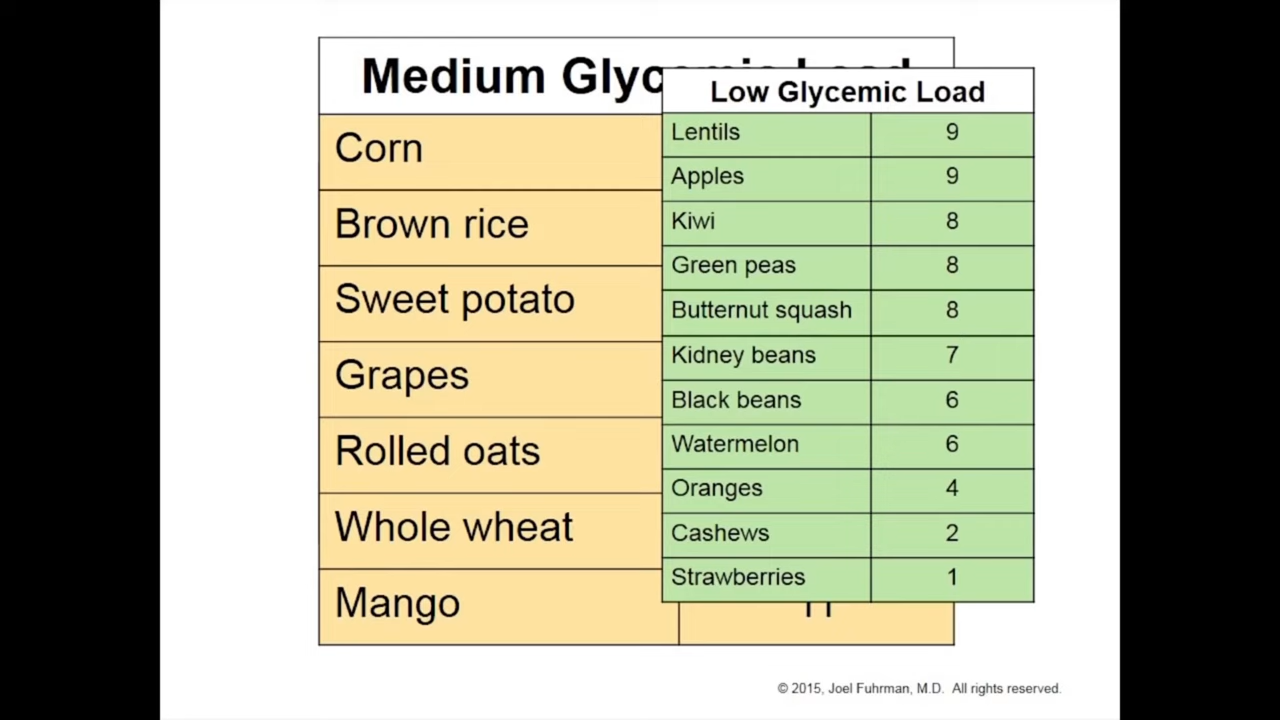 Medium Glyc
Corn
Brown rice
Sweet potato
Grapes
Rolled oats
Whole wheat
Mango
Low Glycemic Load
Lentils 9
Apples 9
Kiwi 8
Green peas 8
Butternut squash 8
Kidney beans 7
Black beans 6
Watermelon 6
Oranges 4
Cashews 2
Strawberries 1
© 2015, Joel Fuhrman, M.D. All rights reserved.